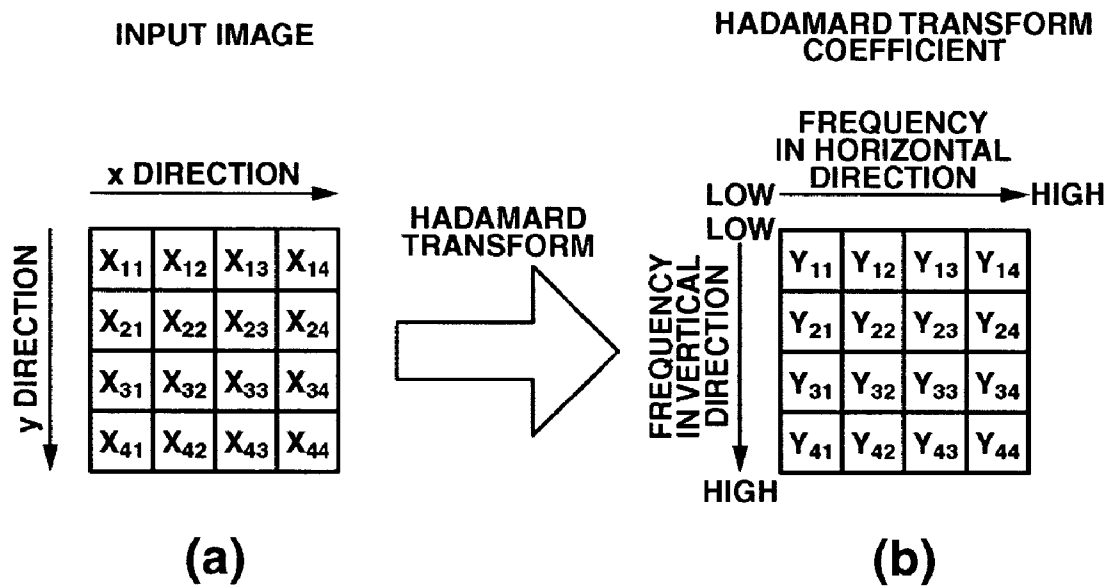 INPUT IMAGE
x DIRECTION
y DIRECTION
X11 X12 X13 X14
X21 X22 X23 X24
X31 X32 X33 X34
X41 X42 X43 X44
(a)
HADAMARD
TRANSFORM
HADAMARD TRANSFORM
COEFFICIENT
FREQUENCY
IN HORIZONTAL
DIRECTION
LOW
HIGH
LOW
FREQUENCY
IN VERTICAL
DIRECTION
HIGH
Y11 Y12 Y13 Y14
Y21 Y22 Y23 Y24
Y31 Y32 Y33 Y34
Y41 Y42 Y43 Y44
(b)